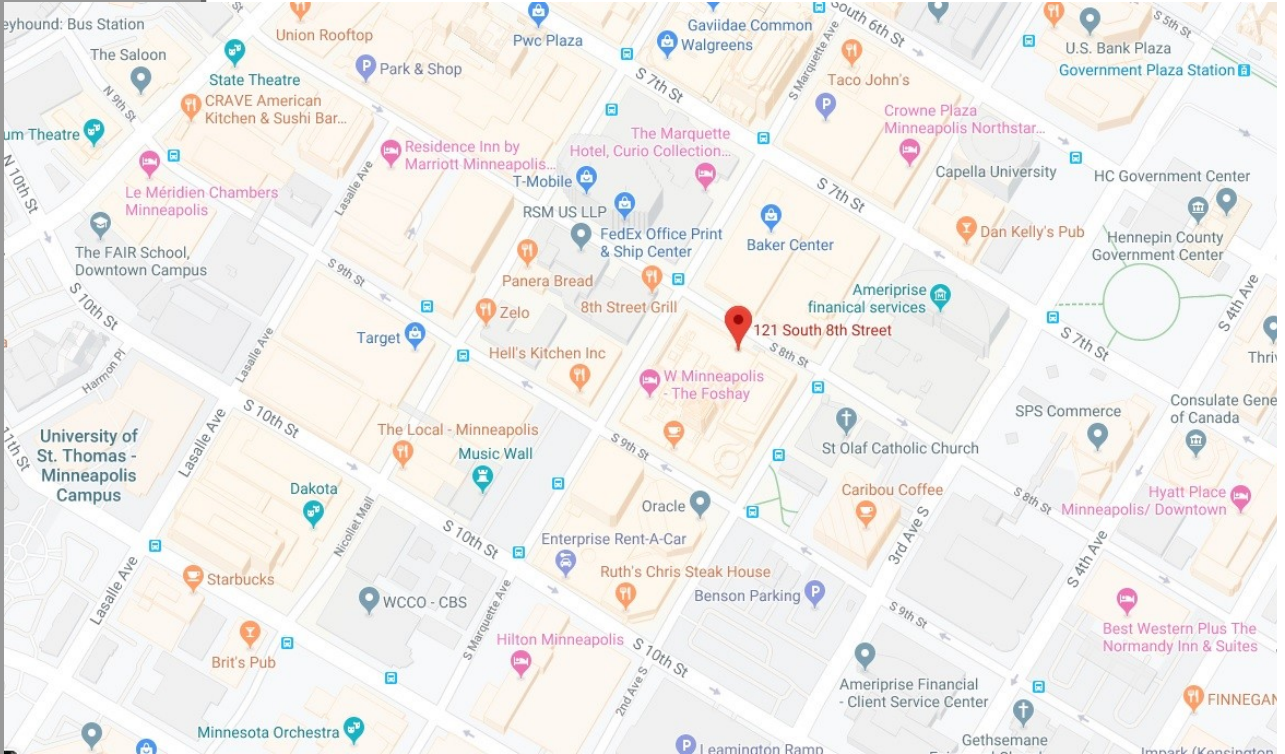 eyhound: Bus Station
The Saloon
Union Rooftop
Pwc Plaza
Gaviidae Common
Walgreens
South 6th St
S 5th St
U.S. Bank Plaza
Government Plaza Station
State Theatre
Park & Shop
S 7th St
S Marquette Ave
Taco John's
N 9th St
CRAVE American
Kitchen & Sushi Bar...
um Theatre
Residence Inn by
Marriott Minneapolis...
The Marquette
Hotel, Curio Collection...
Crowne Plaza
Minneapolis Northstar...
N 10th St
Le Méridien Chambers
Minneapolis
Lasalle Ave
T-Mobile
S 7th St
Capella University
HC Government Center
RSM US LLP
FedEx Office Print
& Ship Center
Baker Center
Dan Kelly's Pub
Hennepin County
Government Center
The FAIR School,
Downtown Campus
S 9th St
Panera Bread
8th Street Grill
Ameriprise
finanical services
S 4th Ave
S 10th St
Zelo
Target
121 South 8th Street
S 8th St
S 7th St
Thriv
Harmon Pl
Lasalle Ave
Hell's Kitchen Inc
W Minneapolis
- The Foshay
SPS Commerce
Consulate Gene
of Canada
11th St
University of
St. Thomas -
Minneapolis
Campus
Lasalle Ave
S 10th St
The Local - Minneapolis
Music Wall
S 9th St
St Olaf Catholic Church
Dakota
Nicollet Mall
Oracle
Caribou Coffee
S 8th St
Hyatt Place
Minneapolis/ Downtown
S 10th St
Enterprise Rent-A-Car
3rd Ave S
S 4th Ave
Lasalle Ave
Starbucks
WCCO - CBS
S Marquette Ave
Ruth's Chris Steak House
Benson Parking
S 9th St
Brit's Pub
Hilton Minneapolis
S 10th St
2nd Ave S
Best Western Plus The
Normandy Inn & Suites
Ameriprise Financial
- Client Service Center
FINNEGAN
Minnesota Orchestra
Leamington Ramp
Gethsemane
Impark (Kensington